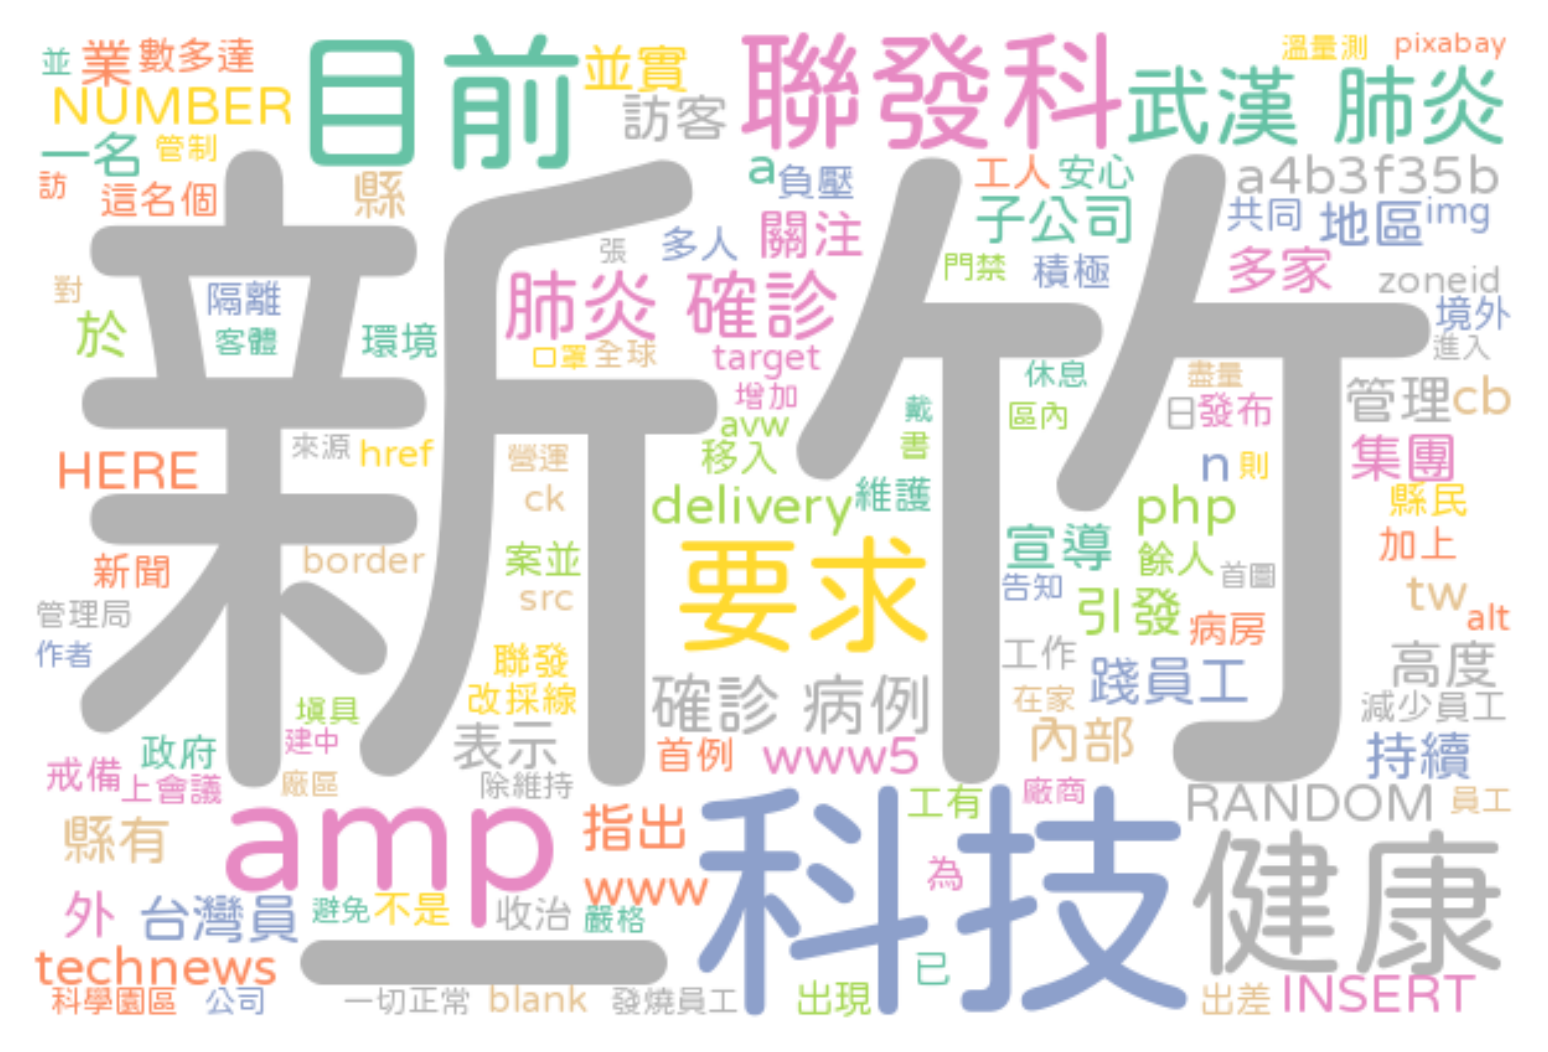 並 業 數多達 目前 並實 聯發科 溫量測 pixabay
NUMBER 訪客 武漢 肺炎
一名 管制 a 負壓 工人 安心 a4b3f35b
訪 這名個 縣 關注 子公司 共同 地區 img
新竹
張 多人 門禁 積極 多家 zoneid
對 隔離 肺炎 確診 境外
於 客體 環境 口罩 全球 target 進入
增加 休息 盡量 管理 cb
avw 戴 區內 日 發布
HERE 來源 href 營運 移入 書 n 則 集團
ck delivery 維護 php 縣民
新聞 border 案並 要求 宣導 餘人 首圖 加上
管理局 src 告知 引發 病房 tw alt
作者 聯發 工作 踐員工 高度
填具 改採線 確診 病例 在家 減少員工
政府 建中 表示 首例 www5 內部 持續
戒備 上會議 廠區 除維持 工有 廠商 RANDOM 員工
縣有 amp 指出 科技 為 健康
外 台灣員 避免 不是 收治 www 嚴格
technews 一 已
科學園區 公司 一切正常 blank 發燒員工 出現 出差 INSERT